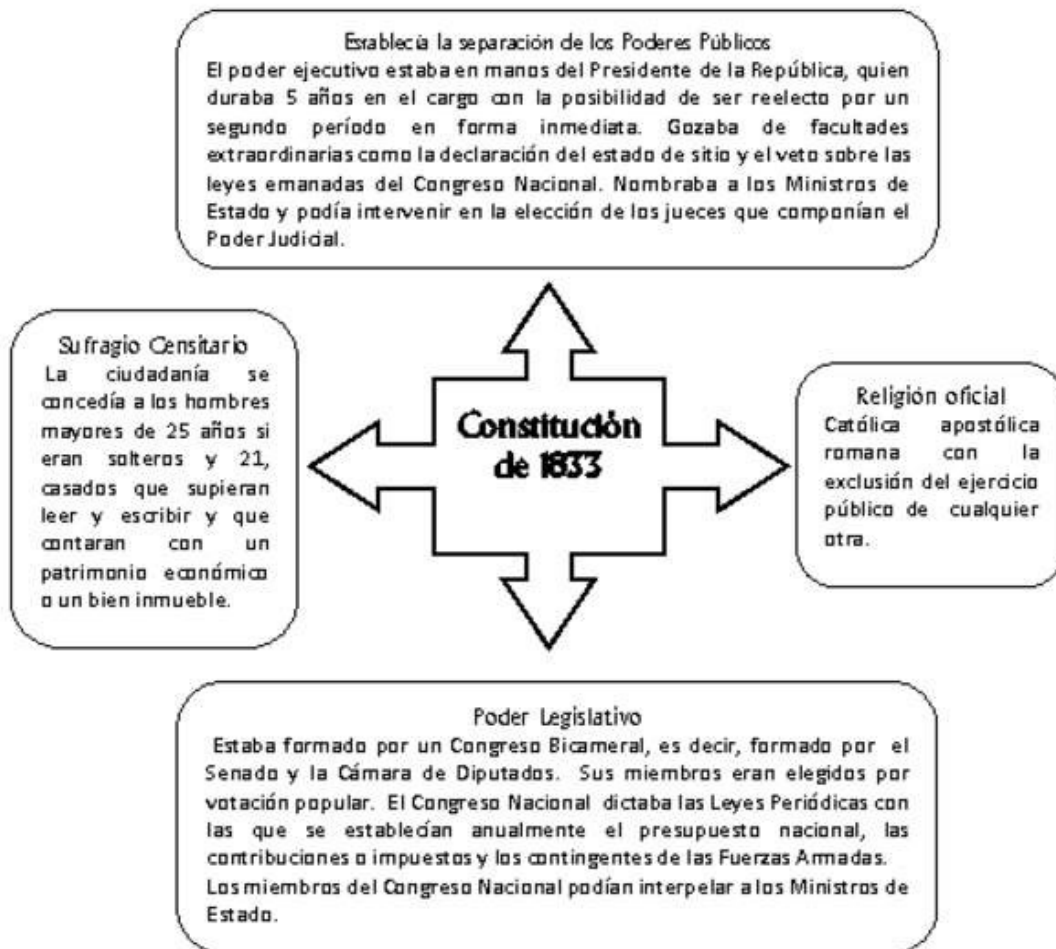 Establecía la separación de los Poderes Públicos
El poder ejecutivo estaba en manos del Presidente de la República, quien
duraba 5 años en el cargo con la posibilidad de ser reelecto por un
segundo período en forma inmediata. Gozaba de facultades
extraordinarias como la declaración del estado de sitio y el veto sobre las
leyes emanadas del Congreso Nacional. Nombraba a los Ministros de
Estado y podía intervenir en la elección de los jueces que componían el
Poder Judicial.
Sufragio Censitario
La ciudadanía se
concedía a los hombres
mayores de 25 años si
eran solteros y 21,
casados que supieran
leer y escribir y que
contaran con un
patrimonio económico
o un bien inmueble.
Constitución
de 1833
Religión oficial
Católica apostólica
romana con la
exclusión del ejercicio
público de cualquier
otra.
Poder Legislativo
Estaba formado por un Congreso Bicameral, es decir, formado por el
Senado y la Cámara de Diputados. Sus miembros eran elegidos por
votación popular. El Congreso Nacional dictaba las Leyes Periódicas con
las que se establecían anualmente el presupuesto nacional, las
contribuciones o impuestos y los contingentes de las Fuerzas Armadas.
Los miembros del Congreso Nacional podían interpelar a los Ministros de
Estado.